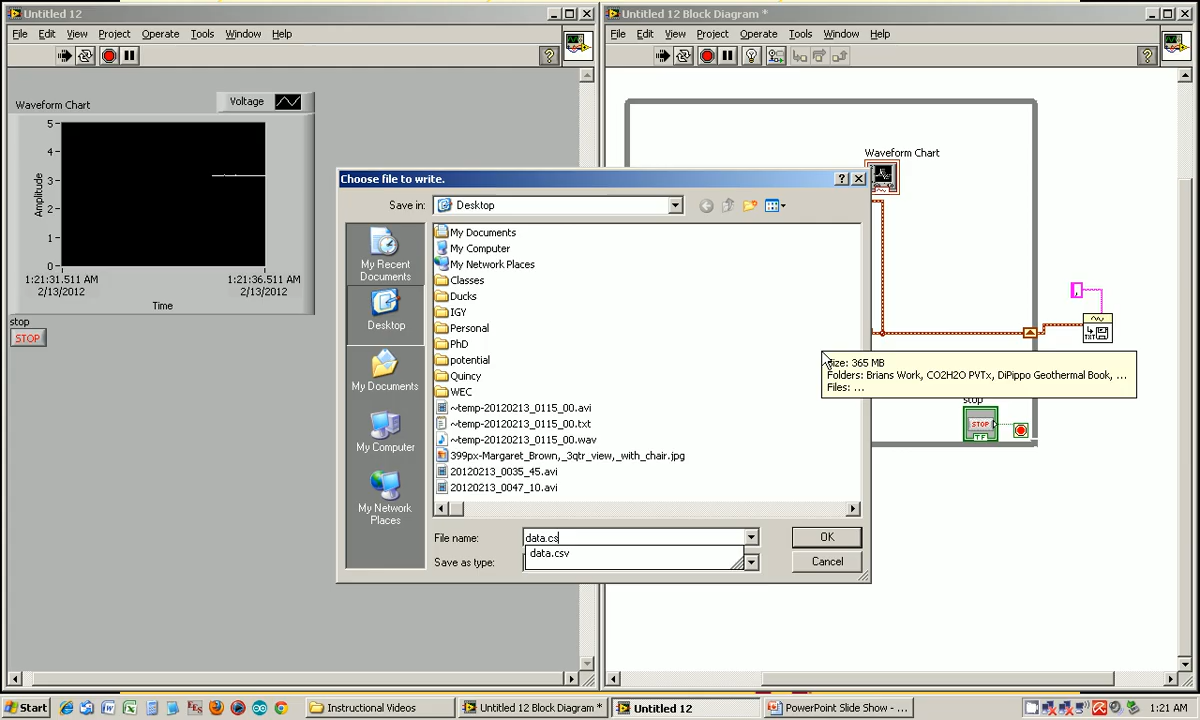 Untitled 12
File Edit View Project Operate Tools Window Help
Waveform Chart
Voltage
5
4
3
2
1
0
Amplitude
1:21:31.511 AM
2/13/2012
1:21:36.511 AM
2/13/2012
Time
stop
STOP
Untitled 12 Block Diagram *
File Edit View Project Operate Tools Window Help
Waveform Chart
TXT
stop
STOP
TF
Choose file to write.
Save in: Desktop
My Recent
Documents
Desktop
My Documents
My Computer
My Network
Places
My Documents
My Computer
My Network Places
Classes
Ducks
IGY
Personal
PhD
potential
Quincy
WEC
~temp-20120213_0115_00.avi
~temp-20120213_0115_00.txt
~temp-20120213_0115_00.wav
399px-Margaret_Brown,_3qtr_view,_with_chair.jpg
20120213_0035_45.avi
20120213_0047_10.avi
File name: data.cs
data.csv
Save as type:
OK
Cancel
Size: 365 MB
Folders: Brians Work, CO2H2O PVTx, DiPippo Geothermal Book, ...
Files: ...
Start
Instructional Videos
Untitled 12 Block Diagram *
Untitled 12
PowerPoint Slide Show - ...
1:21 AM